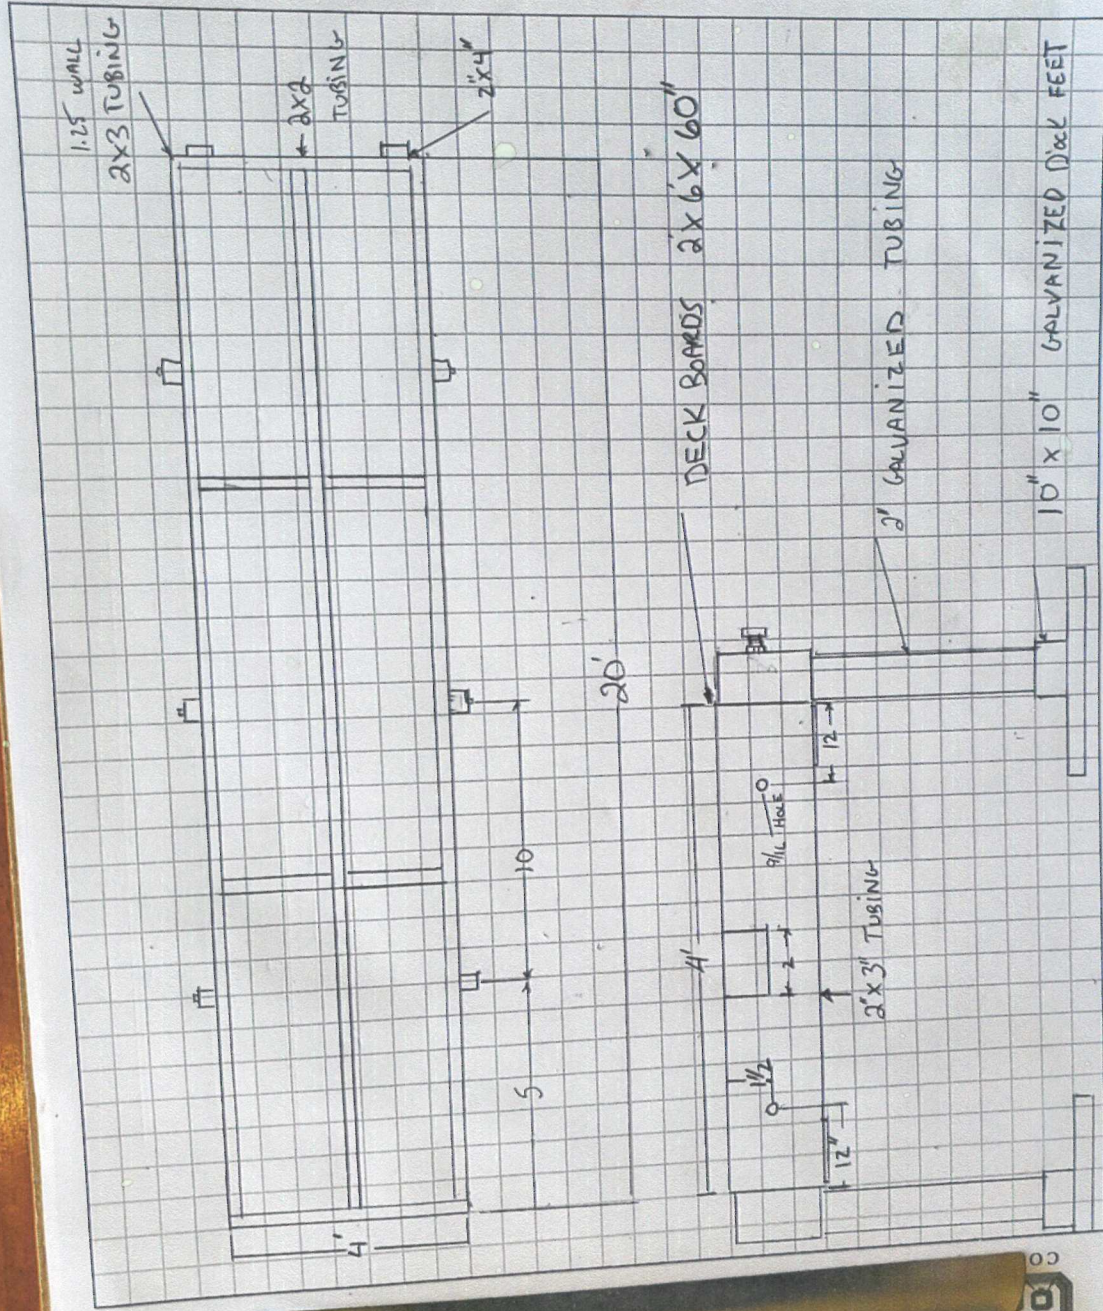 1.25 WALL
2X3 TUBING
2X2
TUBING
2"X4"
4'
5
10
20'
DECK BOARDS 2X6X60"
4'
1 1/2
2
9/16 HOLE
12"
12
2"X3" TUBING
2" GALVANIZED TUBING
10" X 10" GALVANIZED Dock FEET
CO